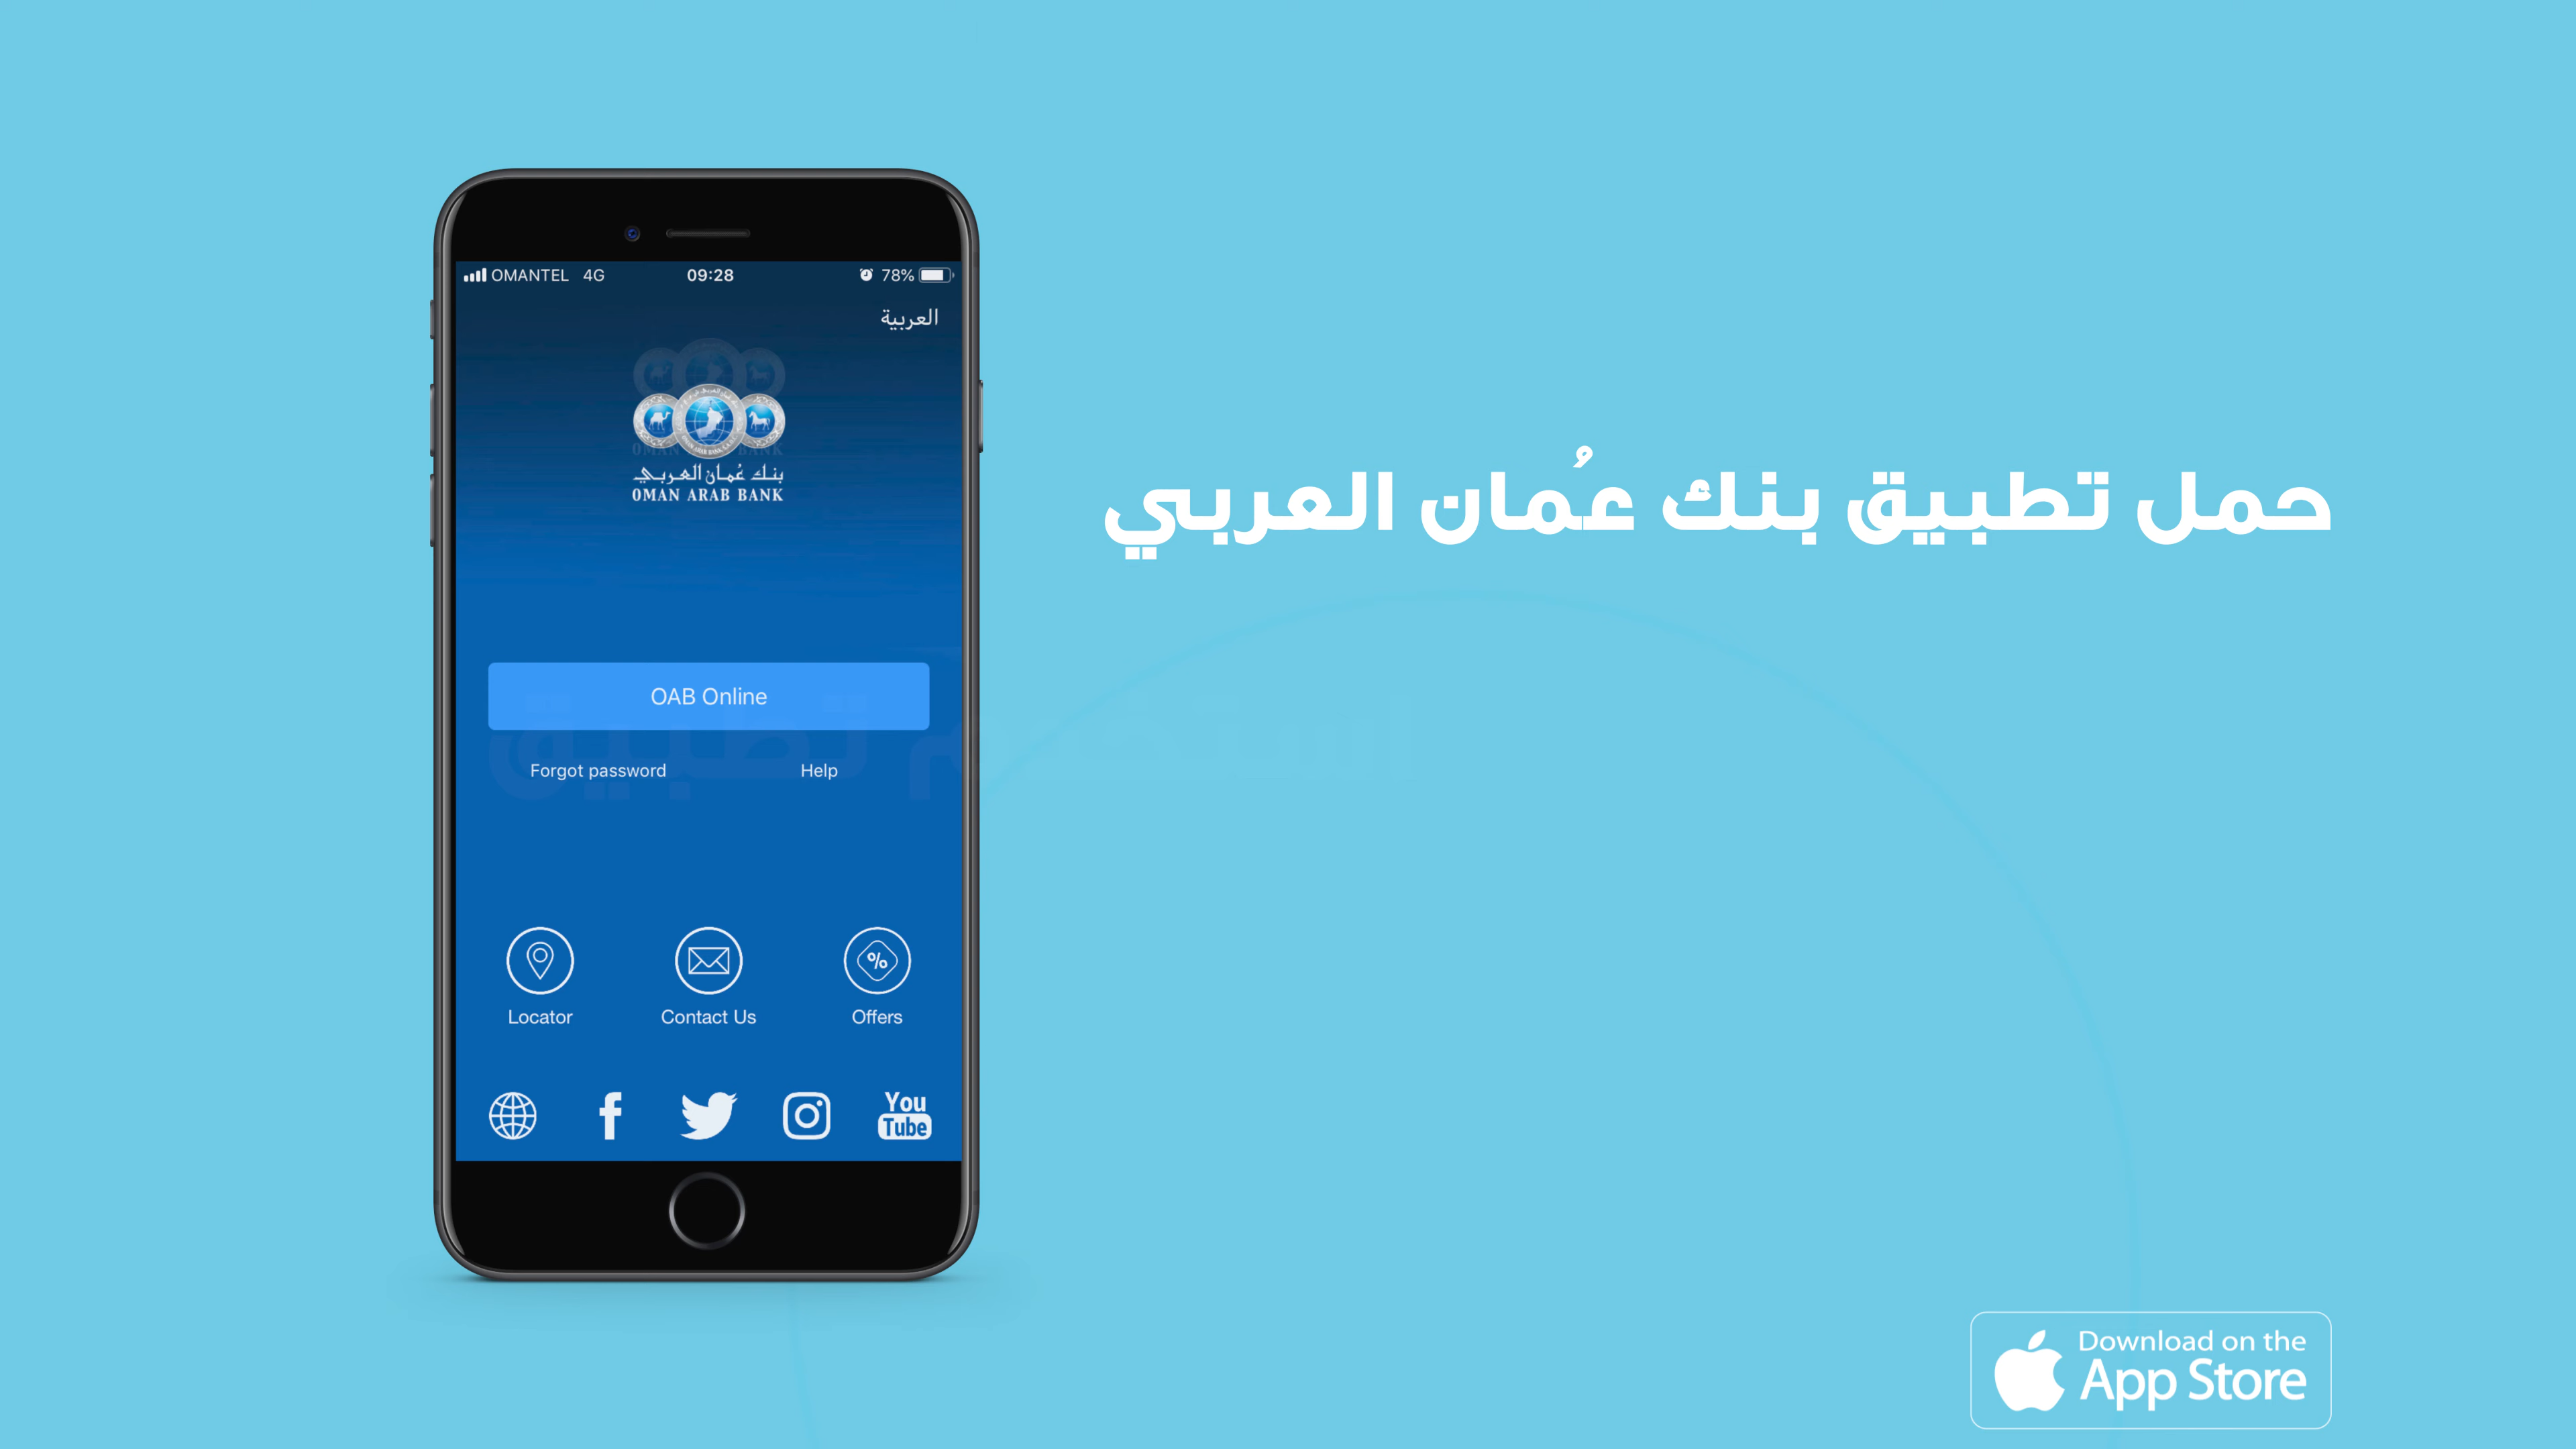 OMANTEL 4G 09:28 78%
العربية
بنك عُمان العربي
OMAN ARAB BANK
حمل تطبيق بنك عُمان العربي
OAB Online
Forgot password Help
Locator Contact Us Offers
You
Tube
Download on the
App Store